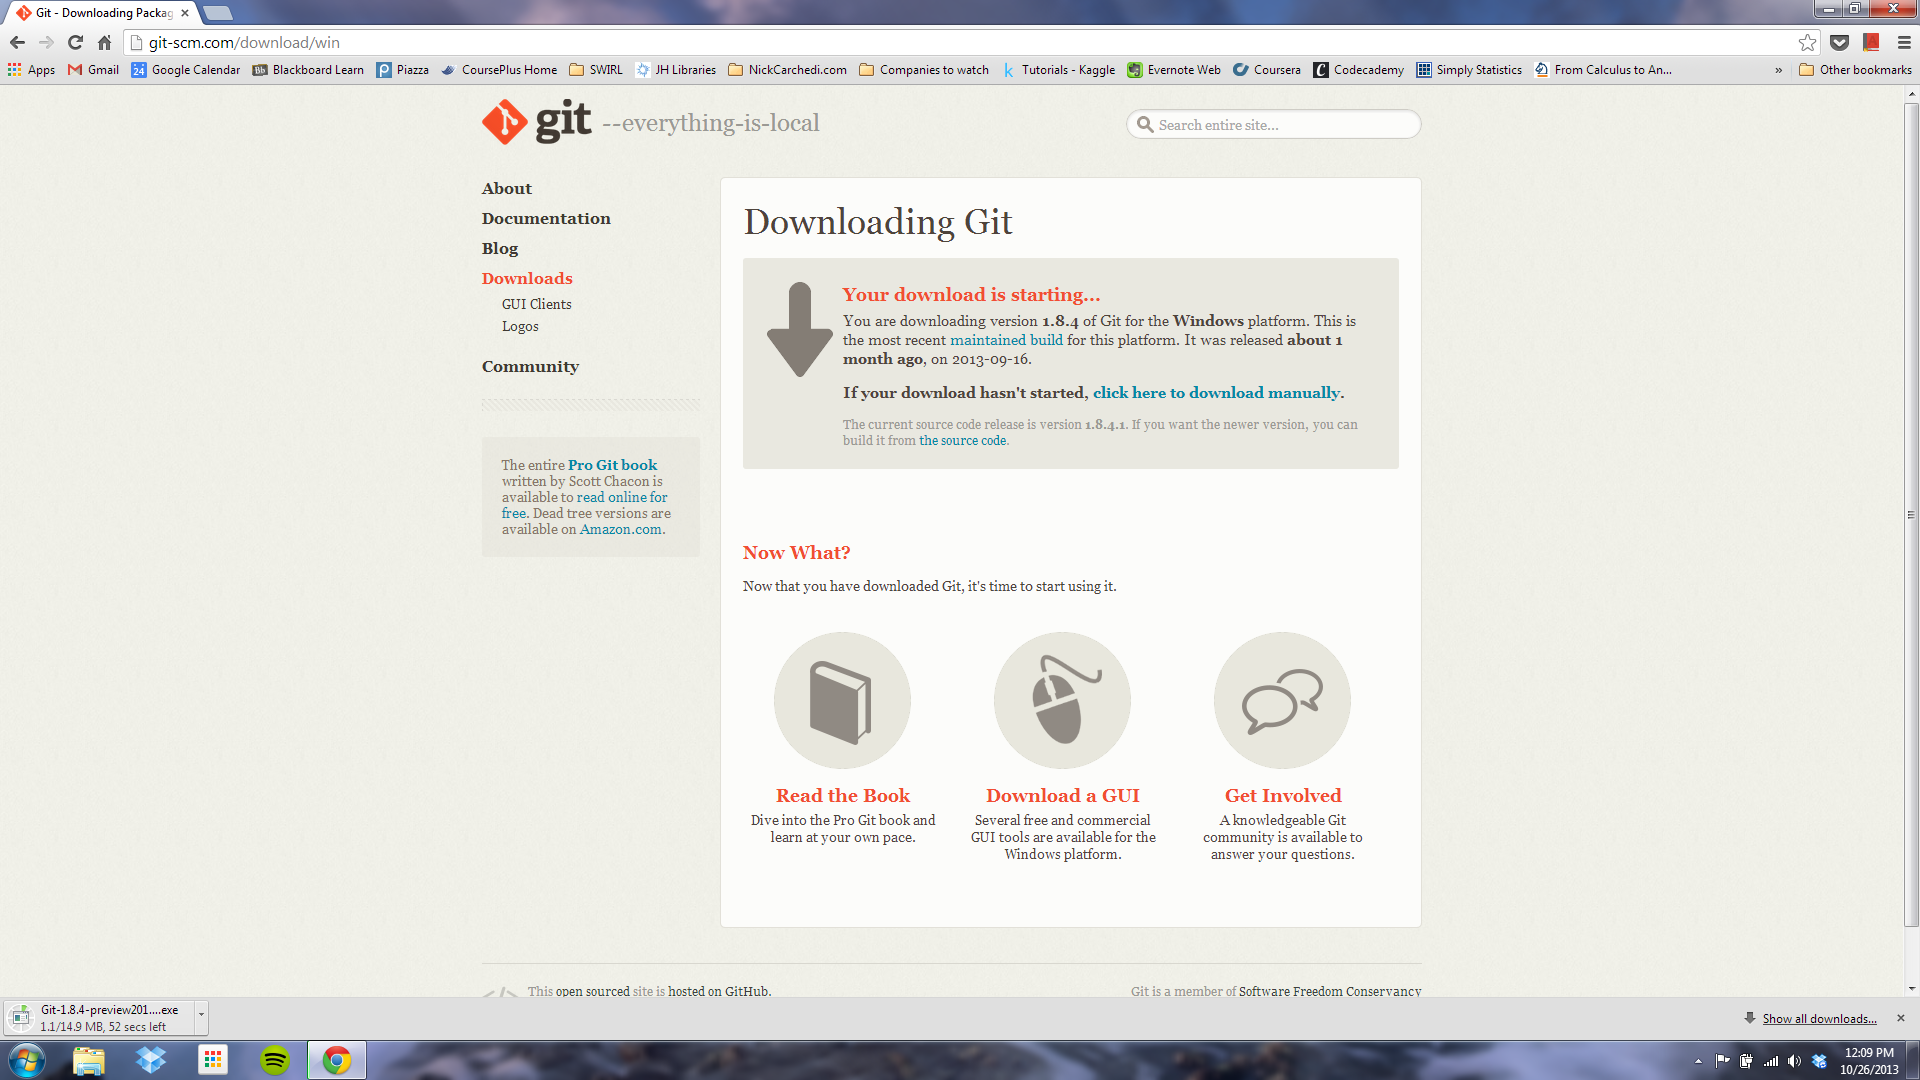 Git - Downloading Packag
git-scm.com/download/win
Apps Gmail 24 Google Calendar Bb Blackboard Learn Piazza CoursePlus Home SWIRL JH Libraries NickCarchedi.com Companies to watch Tutorials - Kaggle Evernote Web Coursera Codecademy Simply Statistics From Calculus to An... » Other bookmarks
git --everything-is-local
Search entire site...
About
Documentation
Blog
Downloads
GUI Clients
Logos
Community
The entire Pro Git book
written by Scott Chacon is
available to read online for
free. Dead tree versions are
available on Amazon.com.
Downloading Git
Your download is starting...
You are downloading version 1.8.4 of Git for the Windows platform. This is
the most recent maintained build for this platform. It was released about 1
month ago, on 2013-09-16.
If your download hasn't started, click here to download manually.
The current source code release is version 1.8.4.1. If you want the newer version, you can
build it from the source code.
Now What?
Now that you have downloaded Git, it's time to start using it.
Read the Book
Dive into the Pro Git book and
learn at your own pace.
Download a GUI
Several free and commercial
GUI tools are available for the
Windows platform.
Get Involved
A knowledgeable Git
community is available to
answer your questions.
This open sourced site is hosted on GitHub.
Git is a member of Software Freedom Conservancy
Git-1.8.4-preview201....exe
1.1/14.9 MB, 52 secs left
Show all downloads...
12:09 PM
10/26/2013